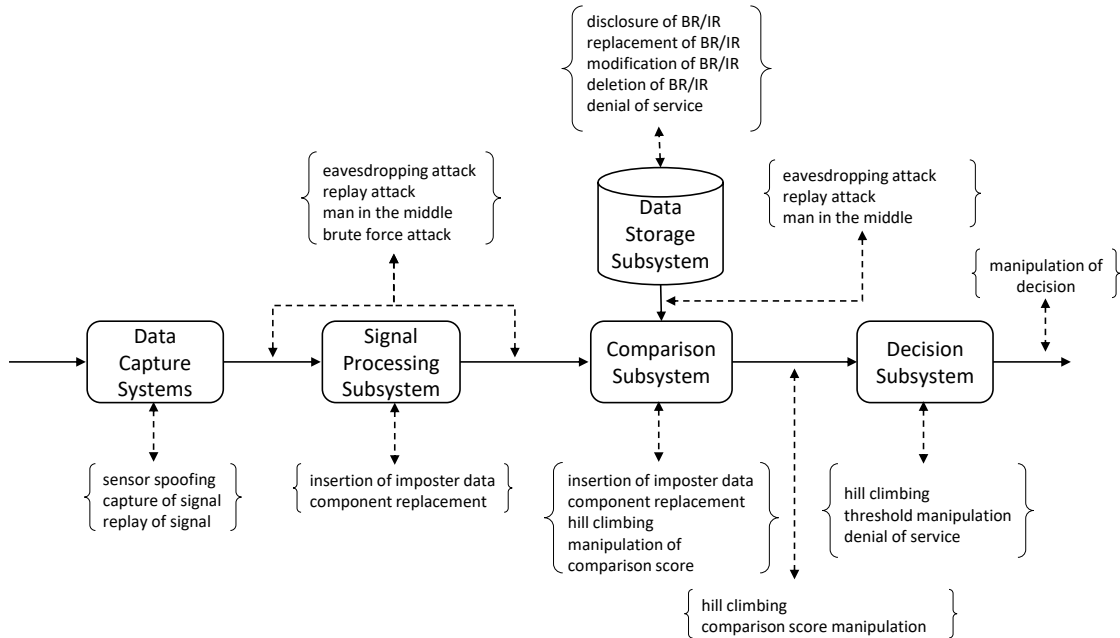 disclosure of BR/IR
replacement of BR/IR
modification of BR/IR
deletion of BR/IR
denial of service
eavesdropping attack
replay attack
man in the middle
brute force attack
Data
Storage
Subsystem
eavesdropping attack
replay attack
man in the middle
manipulation of
decision
Data
Capture
Systems
Signal
Processing
Subsystem
Comparison
Subsystem
Decision
Subsystem
sensor spoofing
capture of signal
replay of signal
insertion of imposter data
component replacement
insertion of imposter data
component replacement
hill climbing
manipulation of
comparison score
hill climbing
threshold manipulation
denial of service
hill climbing
comparison score manipulation